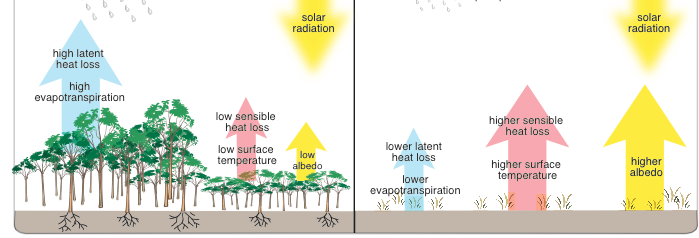 solar
radiation
high latent
heat loss
high
evapotranspiration
low sensible
heat loss
low surface
temperature
low
albedo
solar
radiation
lower latent
heat loss
lower
evapotranspiration
higher sensible
heat loss
higher surface
temperature
higher
albedo